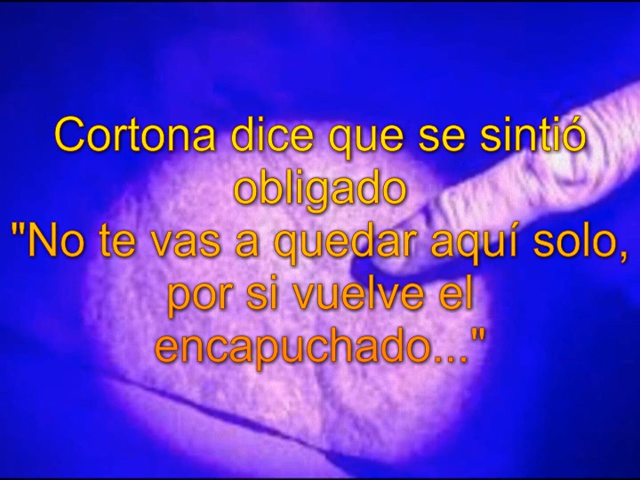 Cortona dice que se sintió
obligado
"No te vas a quedar aquí solo,
por si vuelve el
encapuchado..."